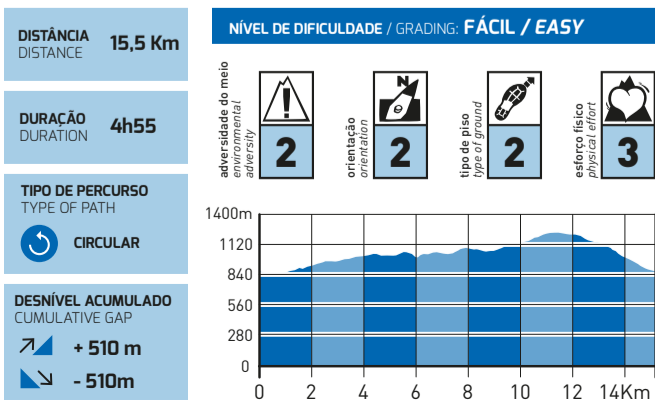 DISTÂNCIA
DISTANCE
15,5 Km
DURAÇÃO
DURATION
4h55
TIPO DE PERCURSO
TYPE OF PATH
CIRCULAR
DESNÍVEL ACUMULADO
CUMULATIVE GAP
+ 510 m
- 510m
NÍVEL DE DIFICULDADE / GRADING: FÁCIL / EASY
adversidade do meio
environmental
adversity
2
orientação
orientation
N
2
tipo de piso
type of ground
2
esforço físico
physical effort
3
1400m
1120
840
560
280
0
0 2 4 6 8 10 12 14Km